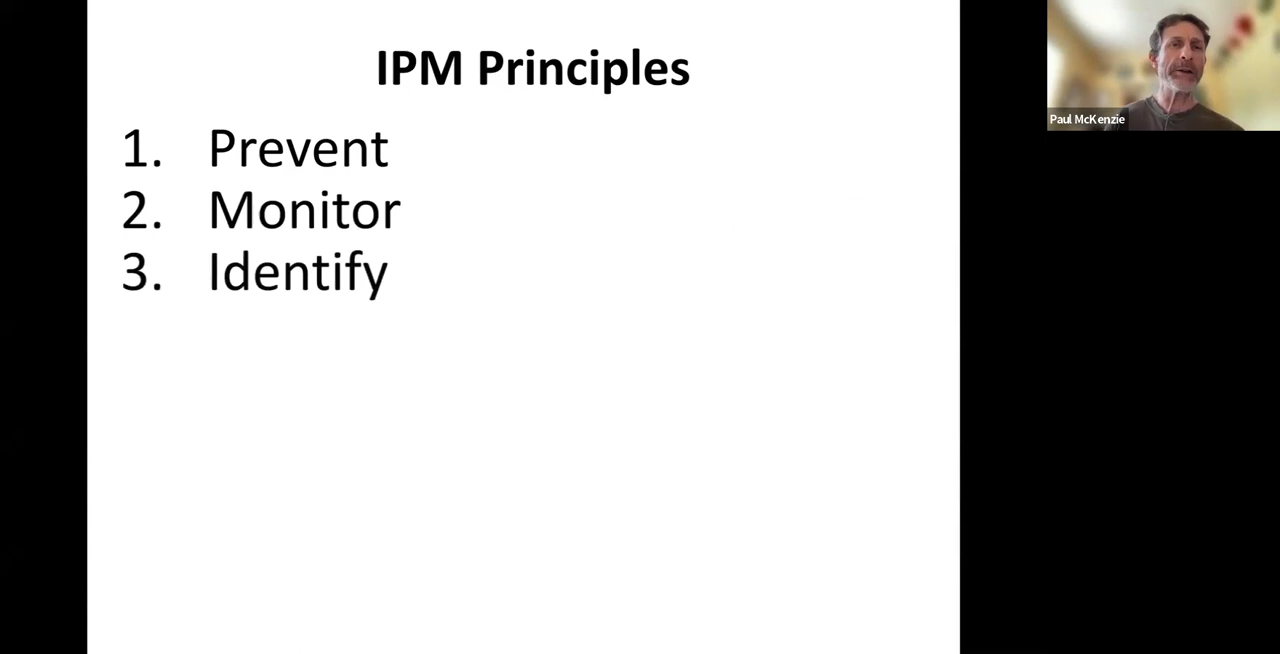 IPM Principles
1. Prevent
2. Monitor
3. Identify
Paul McKenzie